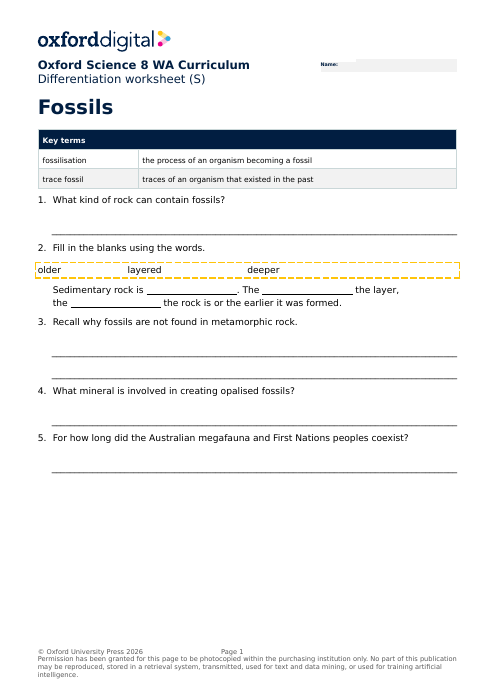 oxforddigital
Oxford Science 8 WA Curriculum
Name:
Differentiation worksheet (S)
Fossils
Key terms
fossilisation the process of an organism becoming a fossil
trace fossil traces of an organism that existed in the past
1. What kind of rock can contain fossils?
2. Fill in the blanks using the words.
older layered deeper
Sedimentary rock is ____________________. The ____________________ the layer,
the ____________________ the rock is or the earlier it was formed.
3. Recall why fossils are not found in metamorphic rock.
4. What mineral is involved in creating opalised fossils?
5. For how long did the Australian megafauna and First Nations peoples coexist?
© Oxford University Press 2026 Page 1
Permission has been granted for this page to be photocopied within the purchasing institution only. No part of this publication
may be reproduced, stored in a retrieval system, transmitted, used for text and data mining, or used for training artificial
intelligence.